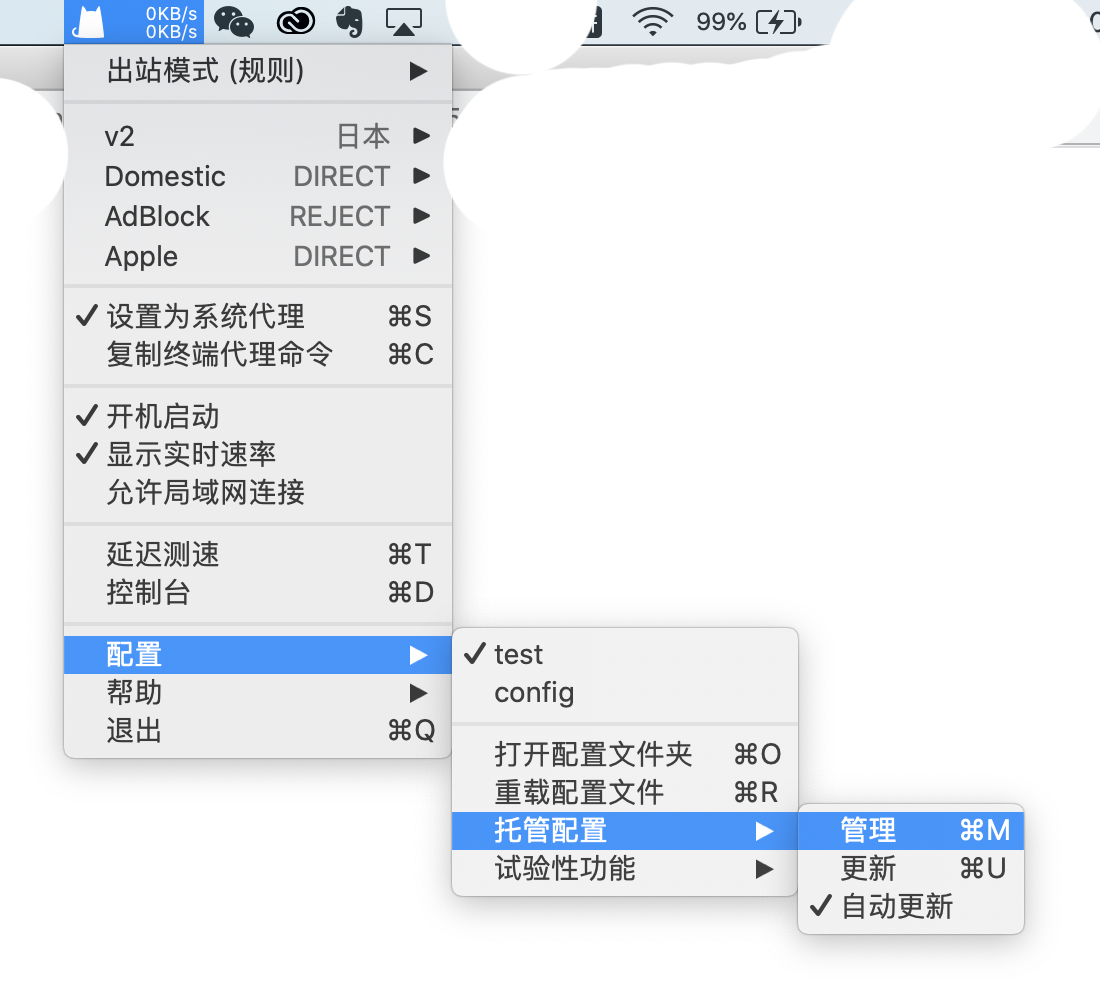 0KB/s
0KB/s
99%
出站模式 (规则)
v2 日本
Domestic DIRECT
AdBlock REJECT
Apple DIRECT
设置为系统代理 ⌘S
复制终端代理命令 ⌘C
开机启动
显示实时速率
允许局域网连接
延迟测速 ⌘T
控制台 ⌘D
配置
帮助
退出 ⌘Q
test
config
打开配置文件夹 ⌘O
重载配置文件 ⌘R
托管配置
试验性功能
管理 ⌘M
更新 ⌘U
自动更新